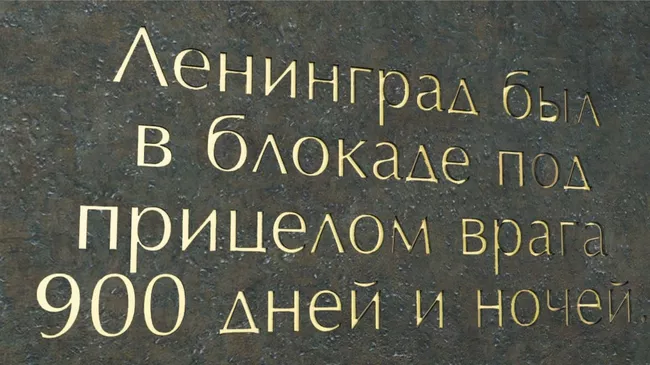 Ленинград был
в блокаде под
прицелом врага
900 дней и ночей